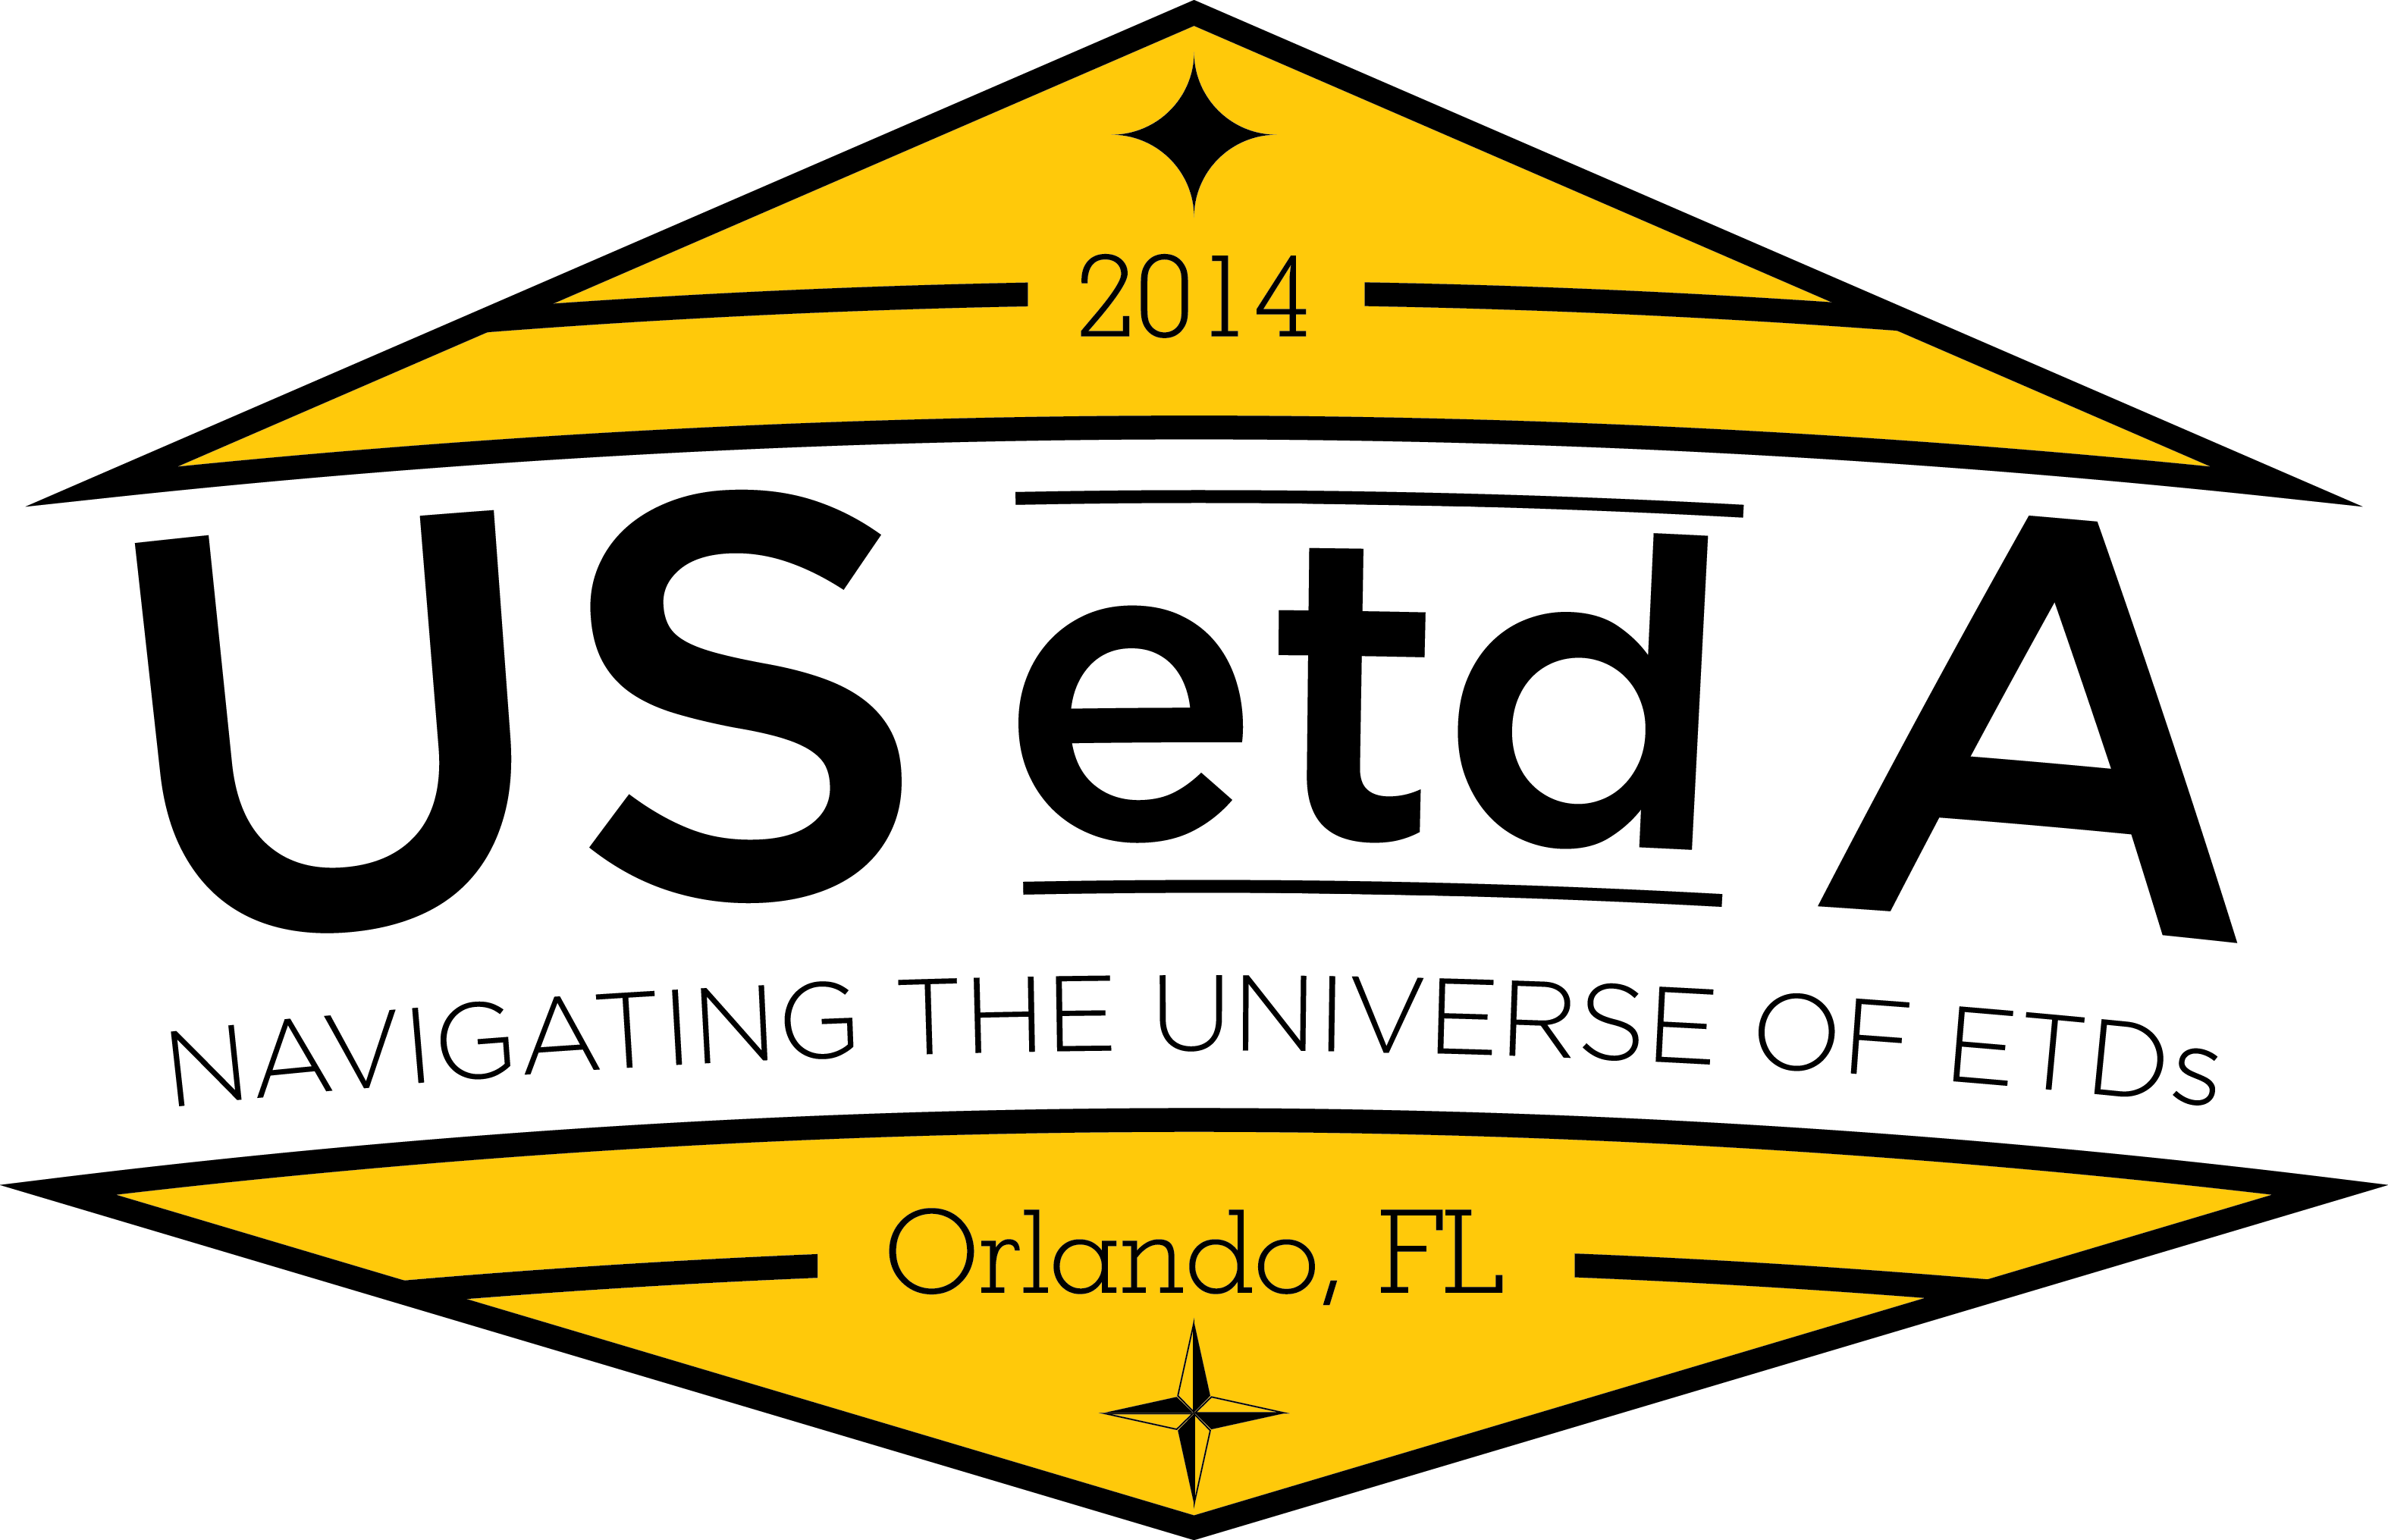 2014
USetdA
NAVIGATING THE UNIVERSE OF ETDs
Orlando, FL